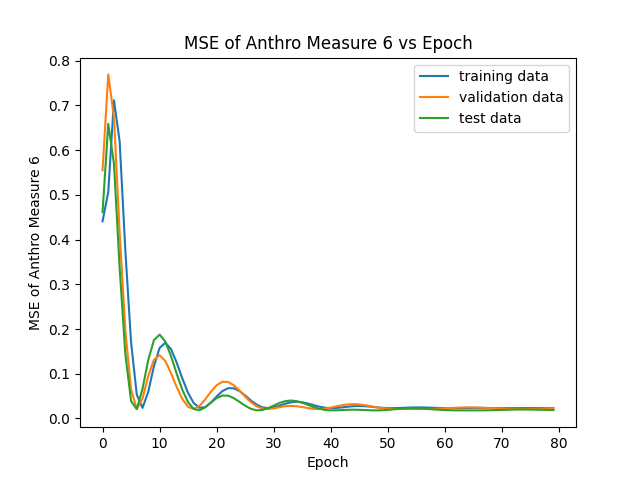 MSE of Anthro Measure 6 vs Epoch
training data
validation data
test data
MSE of Anthro Measure 6
0.8
0.7
0.6
0.5
0.4
0.3
0.2
0.1
0.0
0 10 20 30 40 50 60 70 80
Epoch